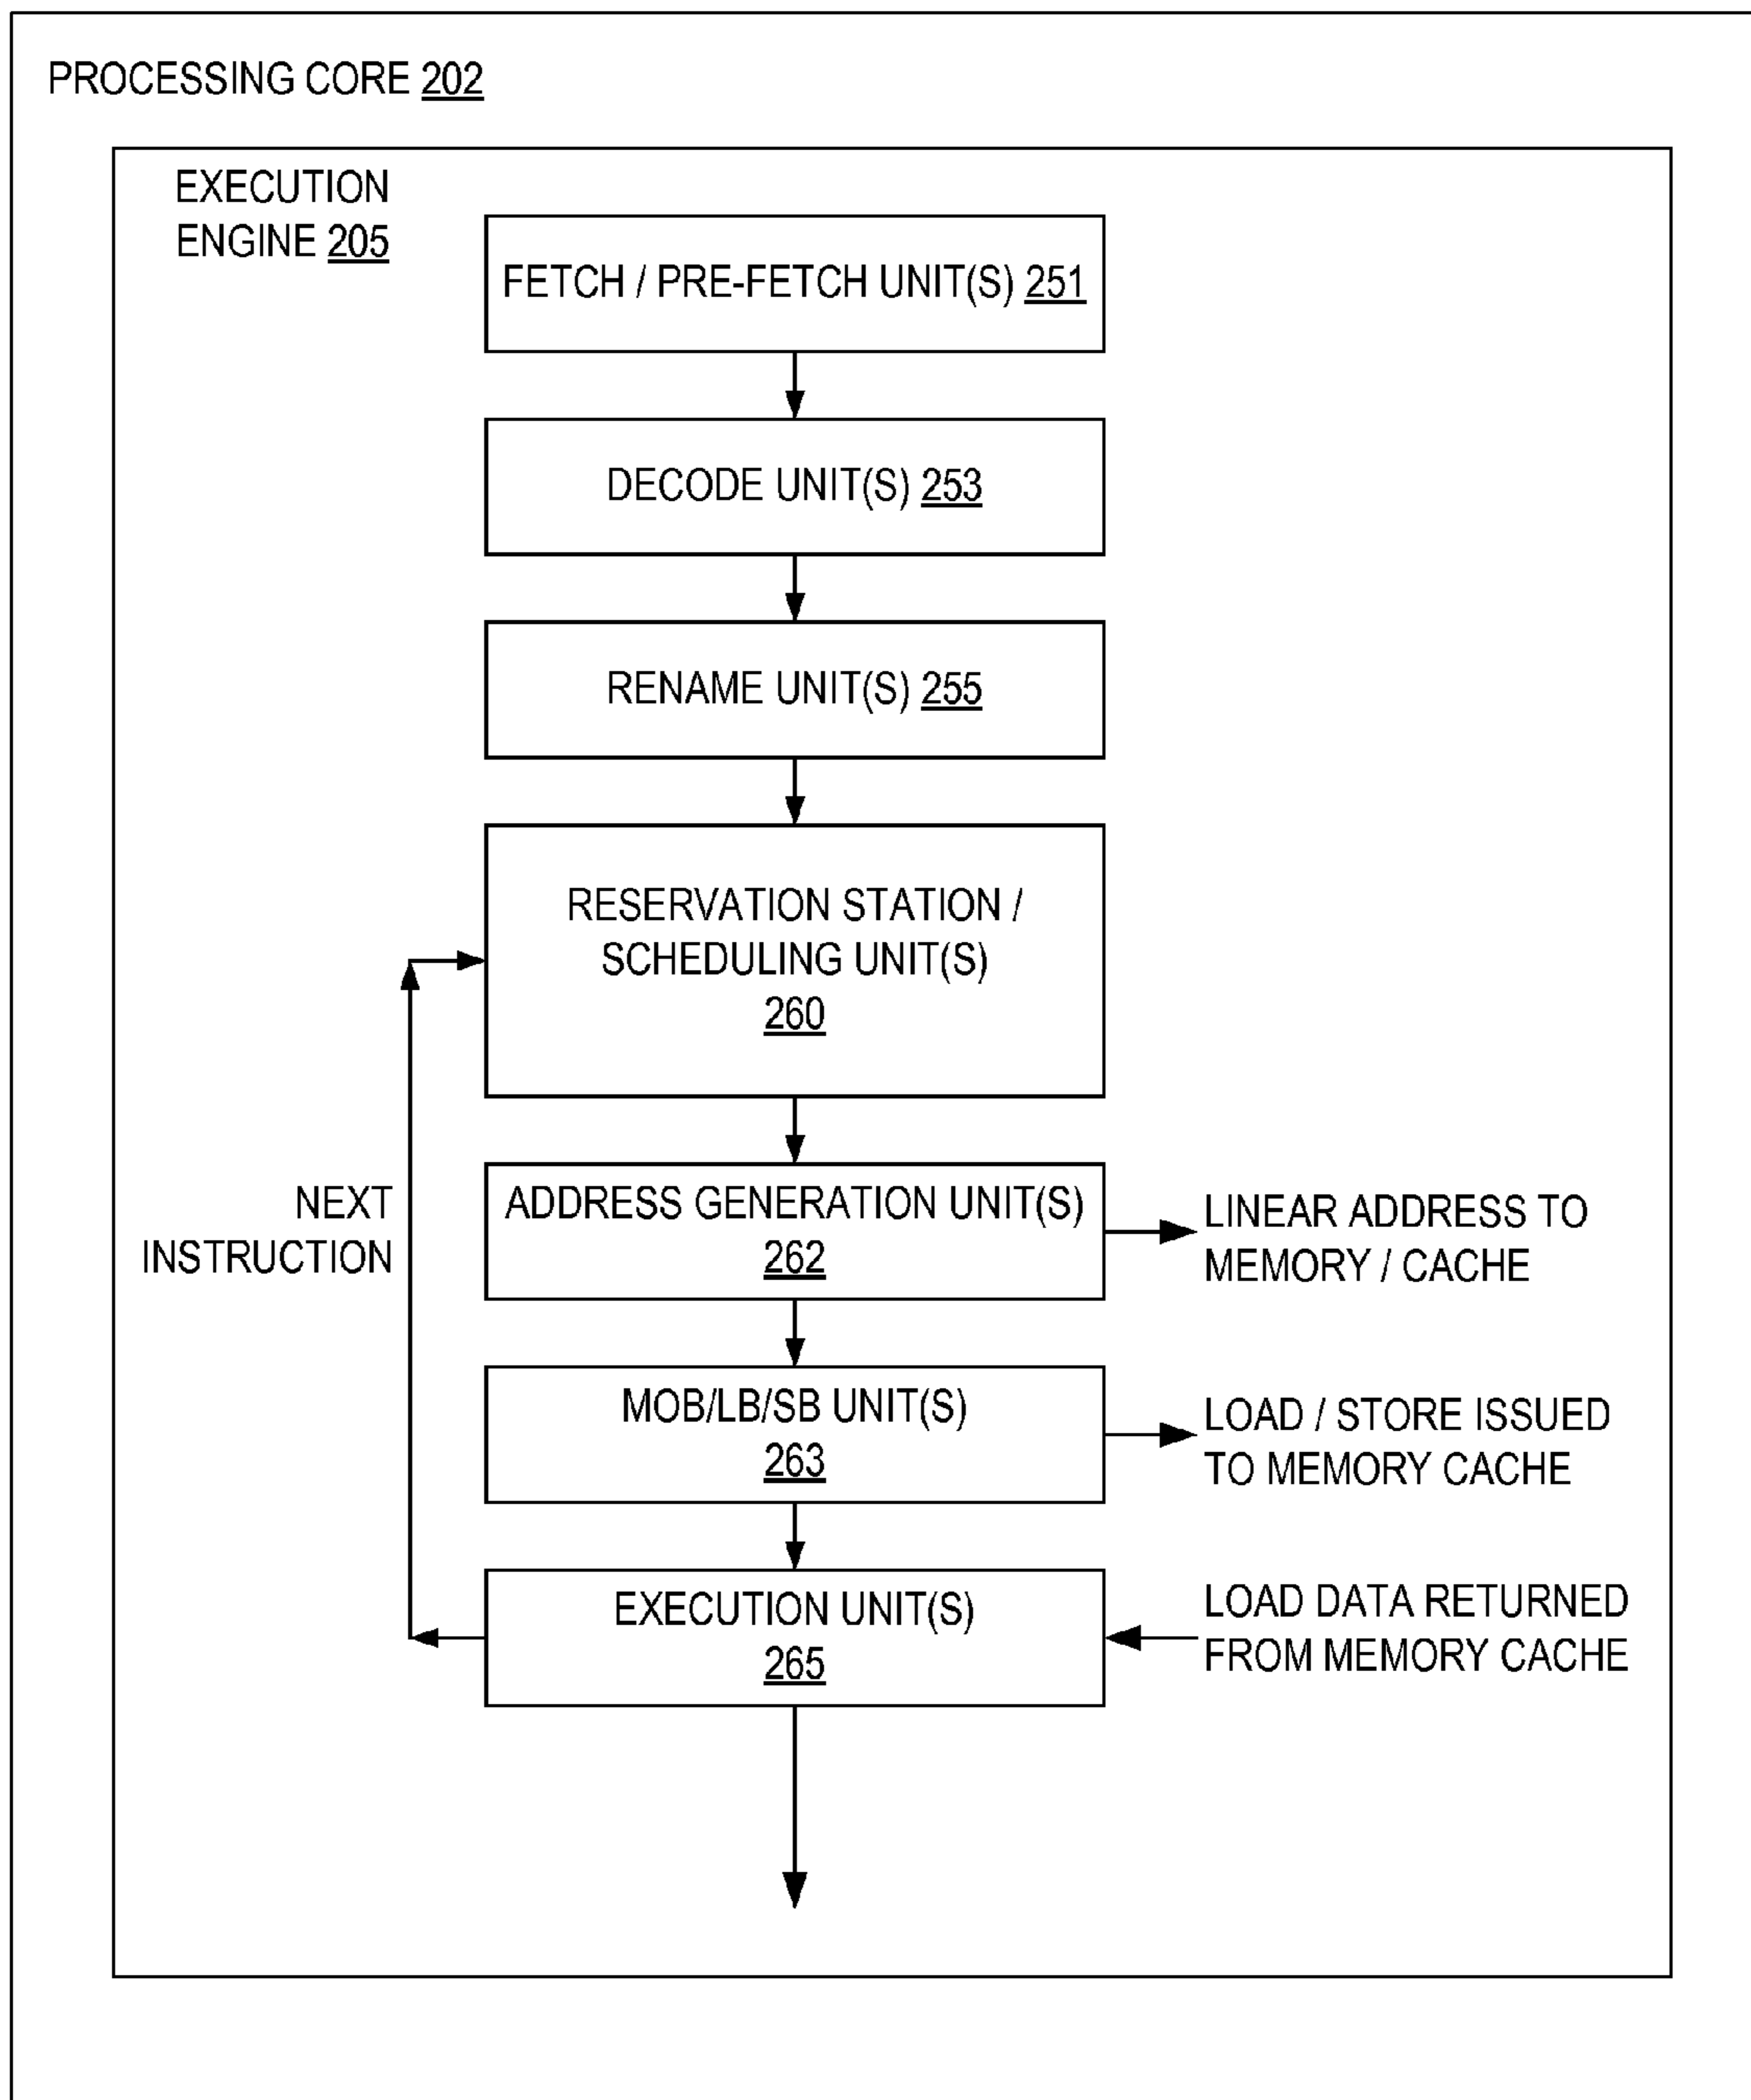 PROCESSING CORE 202
EXECUTION
ENGINE 205
FETCH / PRE-FETCH UNIT(S) 251
DECODE UNIT(S) 253
RENAME UNIT(S) 255
RESERVATION STATION /
SCHEDULING UNIT(S)
260
NEXT
INSTRUCTION
ADDRESS GENERATION UNIT(S)
262
LINEAR ADDRESS TO
MEMORY / CACHE
MOB/LB/SB UNIT(S)
263
LOAD / STORE ISSUED
TO MEMORY CACHE
EXECUTION UNIT(S)
265
LOAD DATA RETURNED
FROM MEMORY CACHE